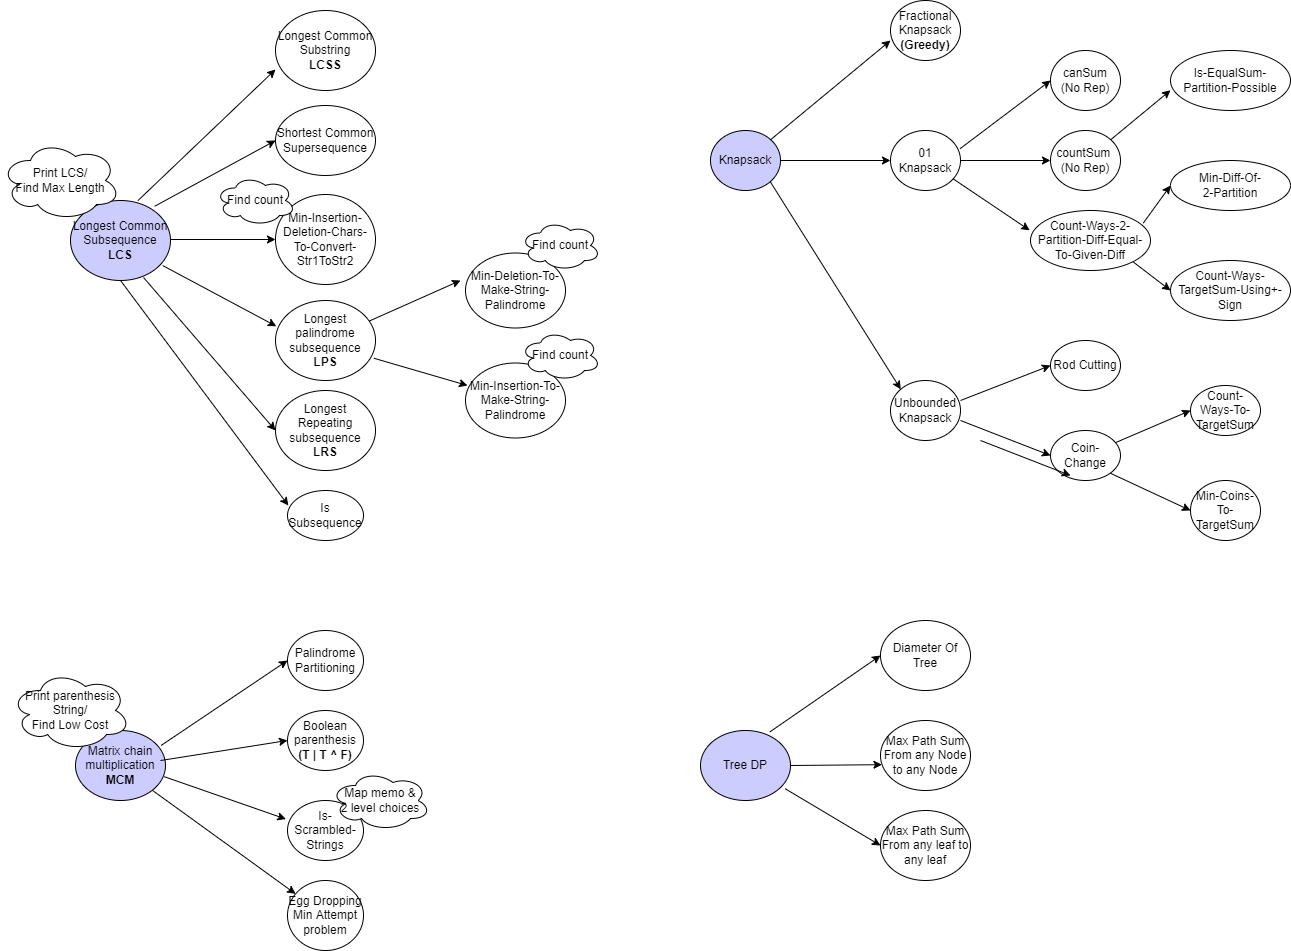 Longest Common
Substring
LCSS
Shortest Common
Supersequence
Print LCS/
Find Max Length
Longest Common
Subsequence
LCS
Find count
Min-Insertion-
Deletion-Chars-
To-Convert-
Str1ToStr2
Longest
palindrome
subsequence
LPS
Find count
Min-Deletion-To-
Make-String-
Palindrome
Find count
Min-Insertion-To-
Make-String-
Palindrome
Longest
Repeating
subsequence
LRS
Is
Subsequence
Fractional
Knapsack
(Greedy)
Knapsack
01
Knapsack
canSum
(No Rep)
countSum
(No Rep)
Is-EqualSum-
Partition-Possible
Count-Ways-2-
Partition-Diff-Equal-
To-Given-Diff
Min-Diff-Of-
2-Partition
Count-Ways-
TargetSum-Using+-
Sign
Unbounded
Knapsack
Rod Cutting
Coin-
Change
Count-
Ways-To-
TargetSum
Min-Coins-
To-
TargetSum
Print parenthesis
String/
Find Low Cost
Matrix chain
multiplication
MCM
Palindrome
Partitioning
Boolean
parenthesis
(T | T ^ F)
Map memo &
2 level choices
Is-
Scrambled-
Strings
Egg Dropping
Min Attempt
problem
Tree DP
Diameter Of
Tree
Max Path Sum
From any Node
to any Node
Max Path Sum
From any leaf to
any leaf